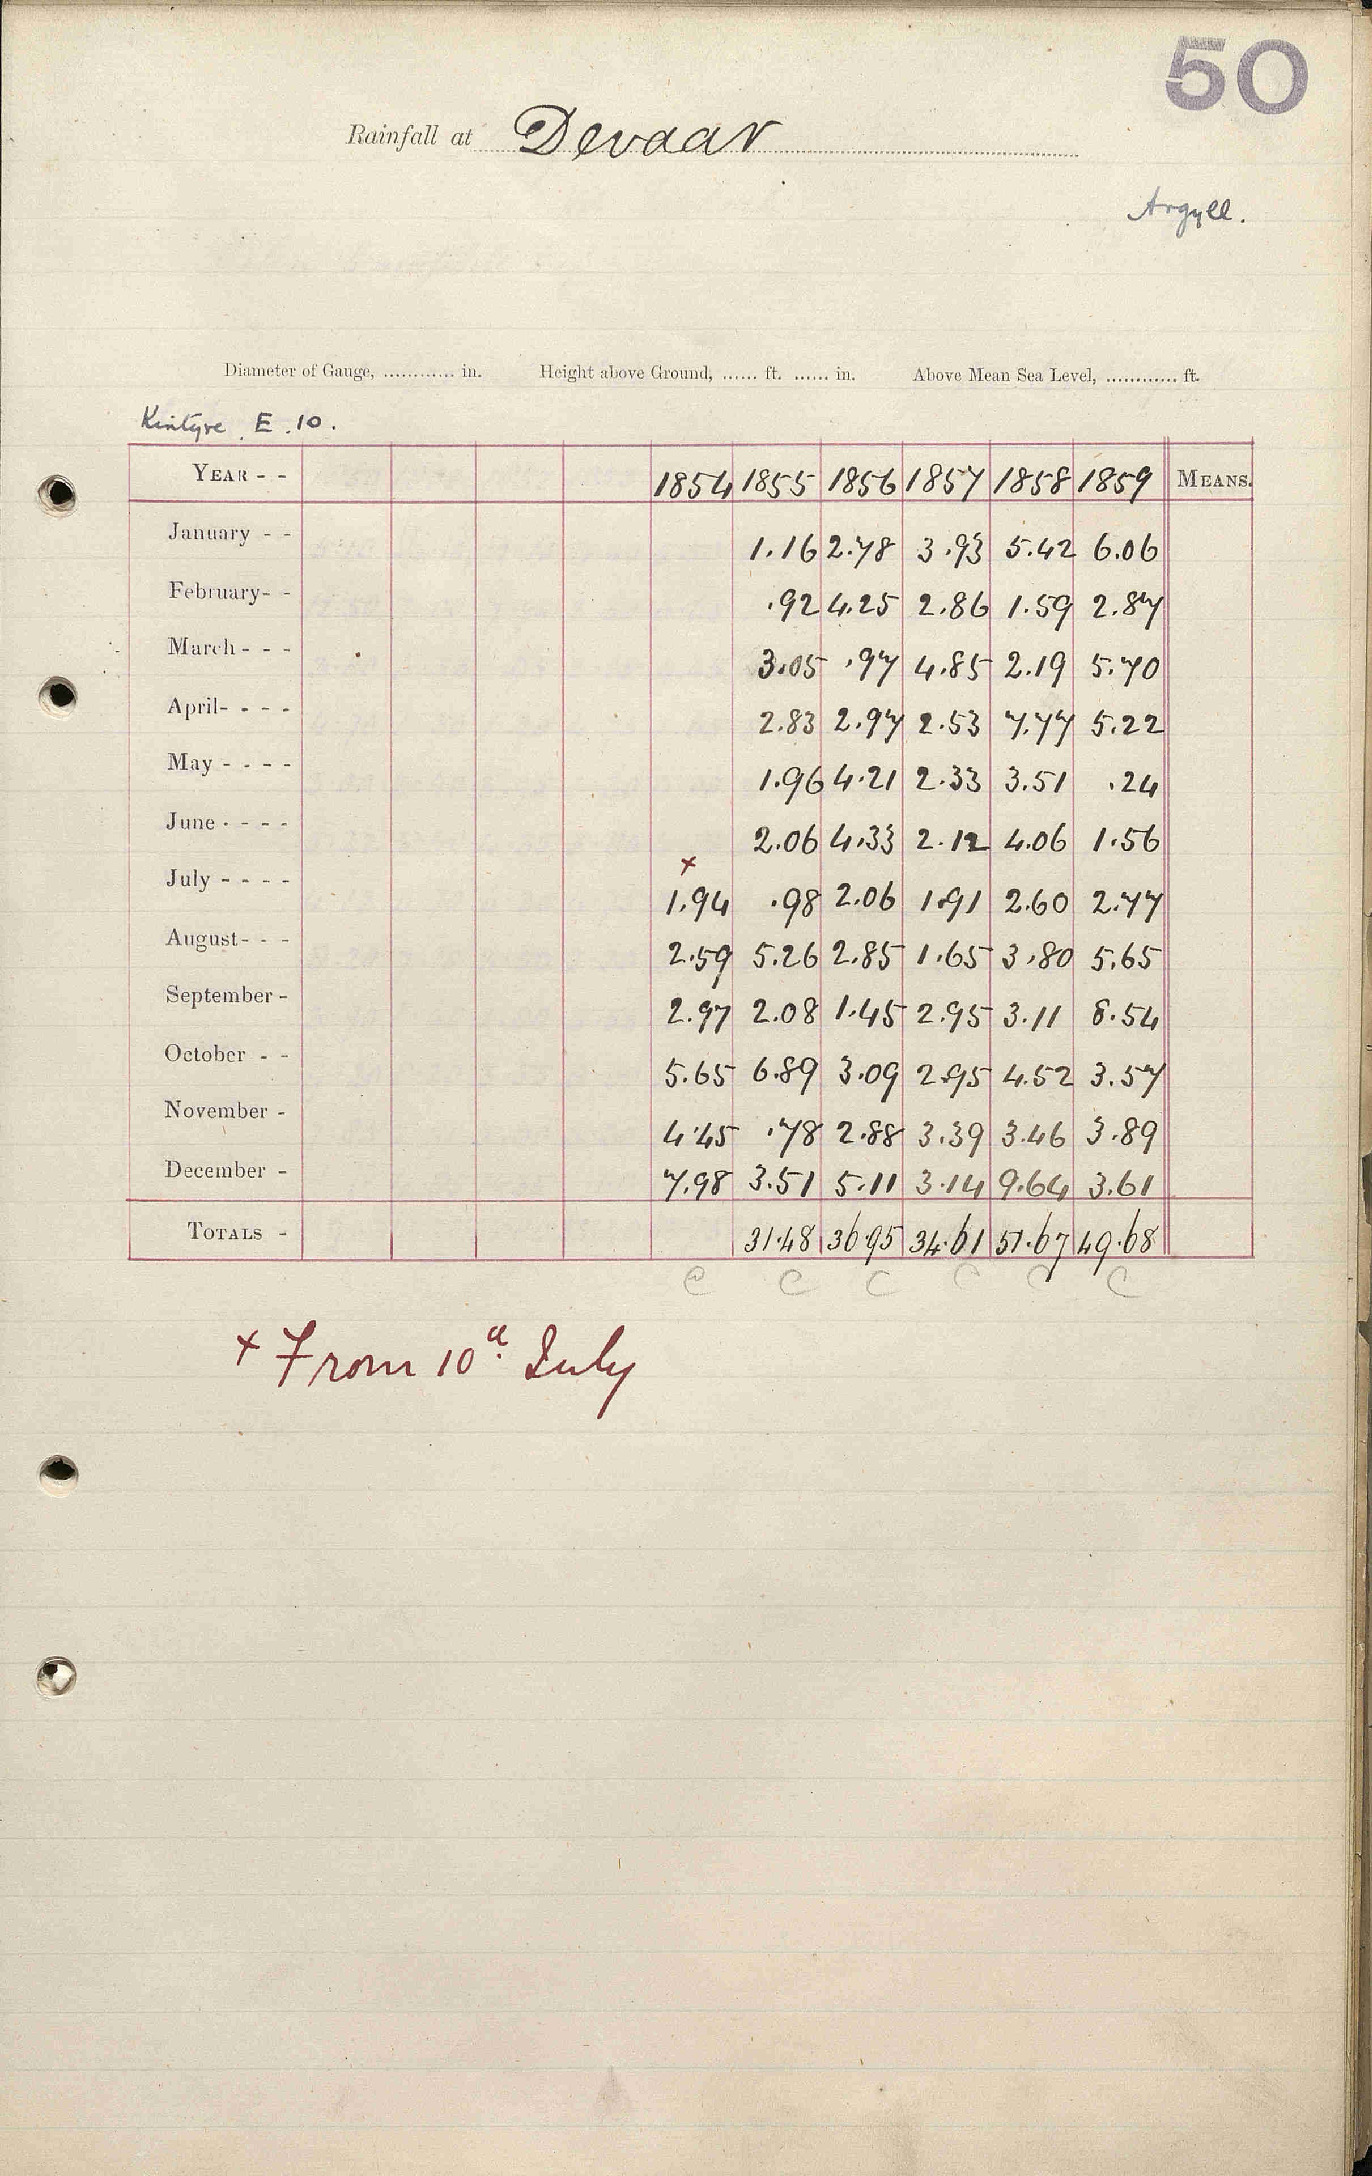 50
Rainfall at Devaar
Argyll.
Diameter of Gauge, ............ in. Height above Ground, ...... ft. ...... in. Above Mean Sea Level, ............ ft.
Kintyre E.10.
YEAR - - 1854 1855 1856 1857 1858 1859 MEANS.
January - - 1.16 2.78 3.93 5.42 6.06
February- - .92 4.25 2.86 1.59 2.87
March - - - 3.05 .97 4.85 2.19 5.70
April- - - - 2.83 2.97 2.53 7.77 5.22
May - - - - 1.96 4.21 2.33 3.51 .24
June - - - - 2.06 4.33 2.12 4.06 1.56
July - - - - x 1.94 .98 2.06 1.91 2.60 2.77
August- - - 2.59 5.26 2.85 1.65 3.80 5.65
September - 2.97 2.08 1.45 2.95 3.11 8.54
October - - 5.65 6.89 3.09 2.95 4.52 3.57
November - 4.45 .78 2.88 3.39 3.46 3.89
December - 7.98 3.51 5.11 3.14 9.64 3.61
TOTALS - 31.48 36.95 34.61 51.67 49.68
C C C C C C
x From 10th July